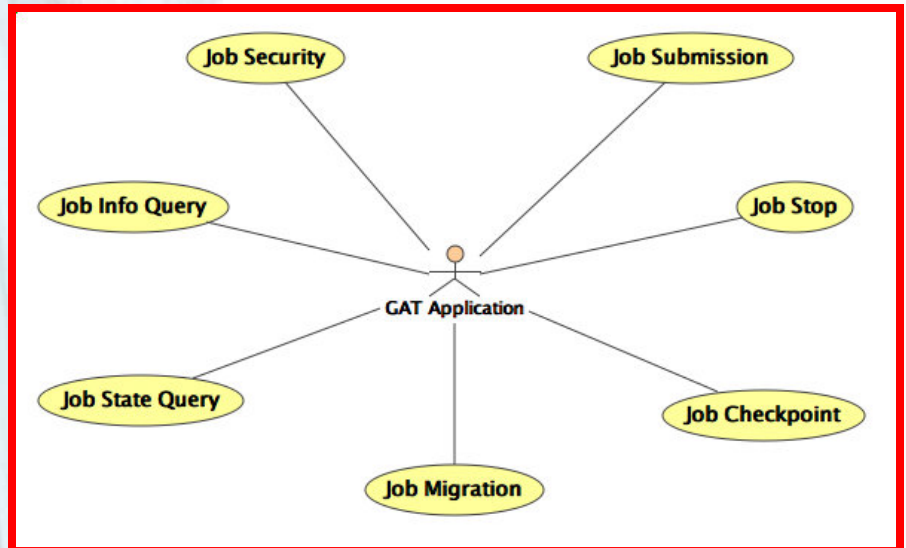 Job Security
Job Submission
Job Info Query
Job Stop
GAT Application
Job State Query
Job Checkpoint
Job Migration